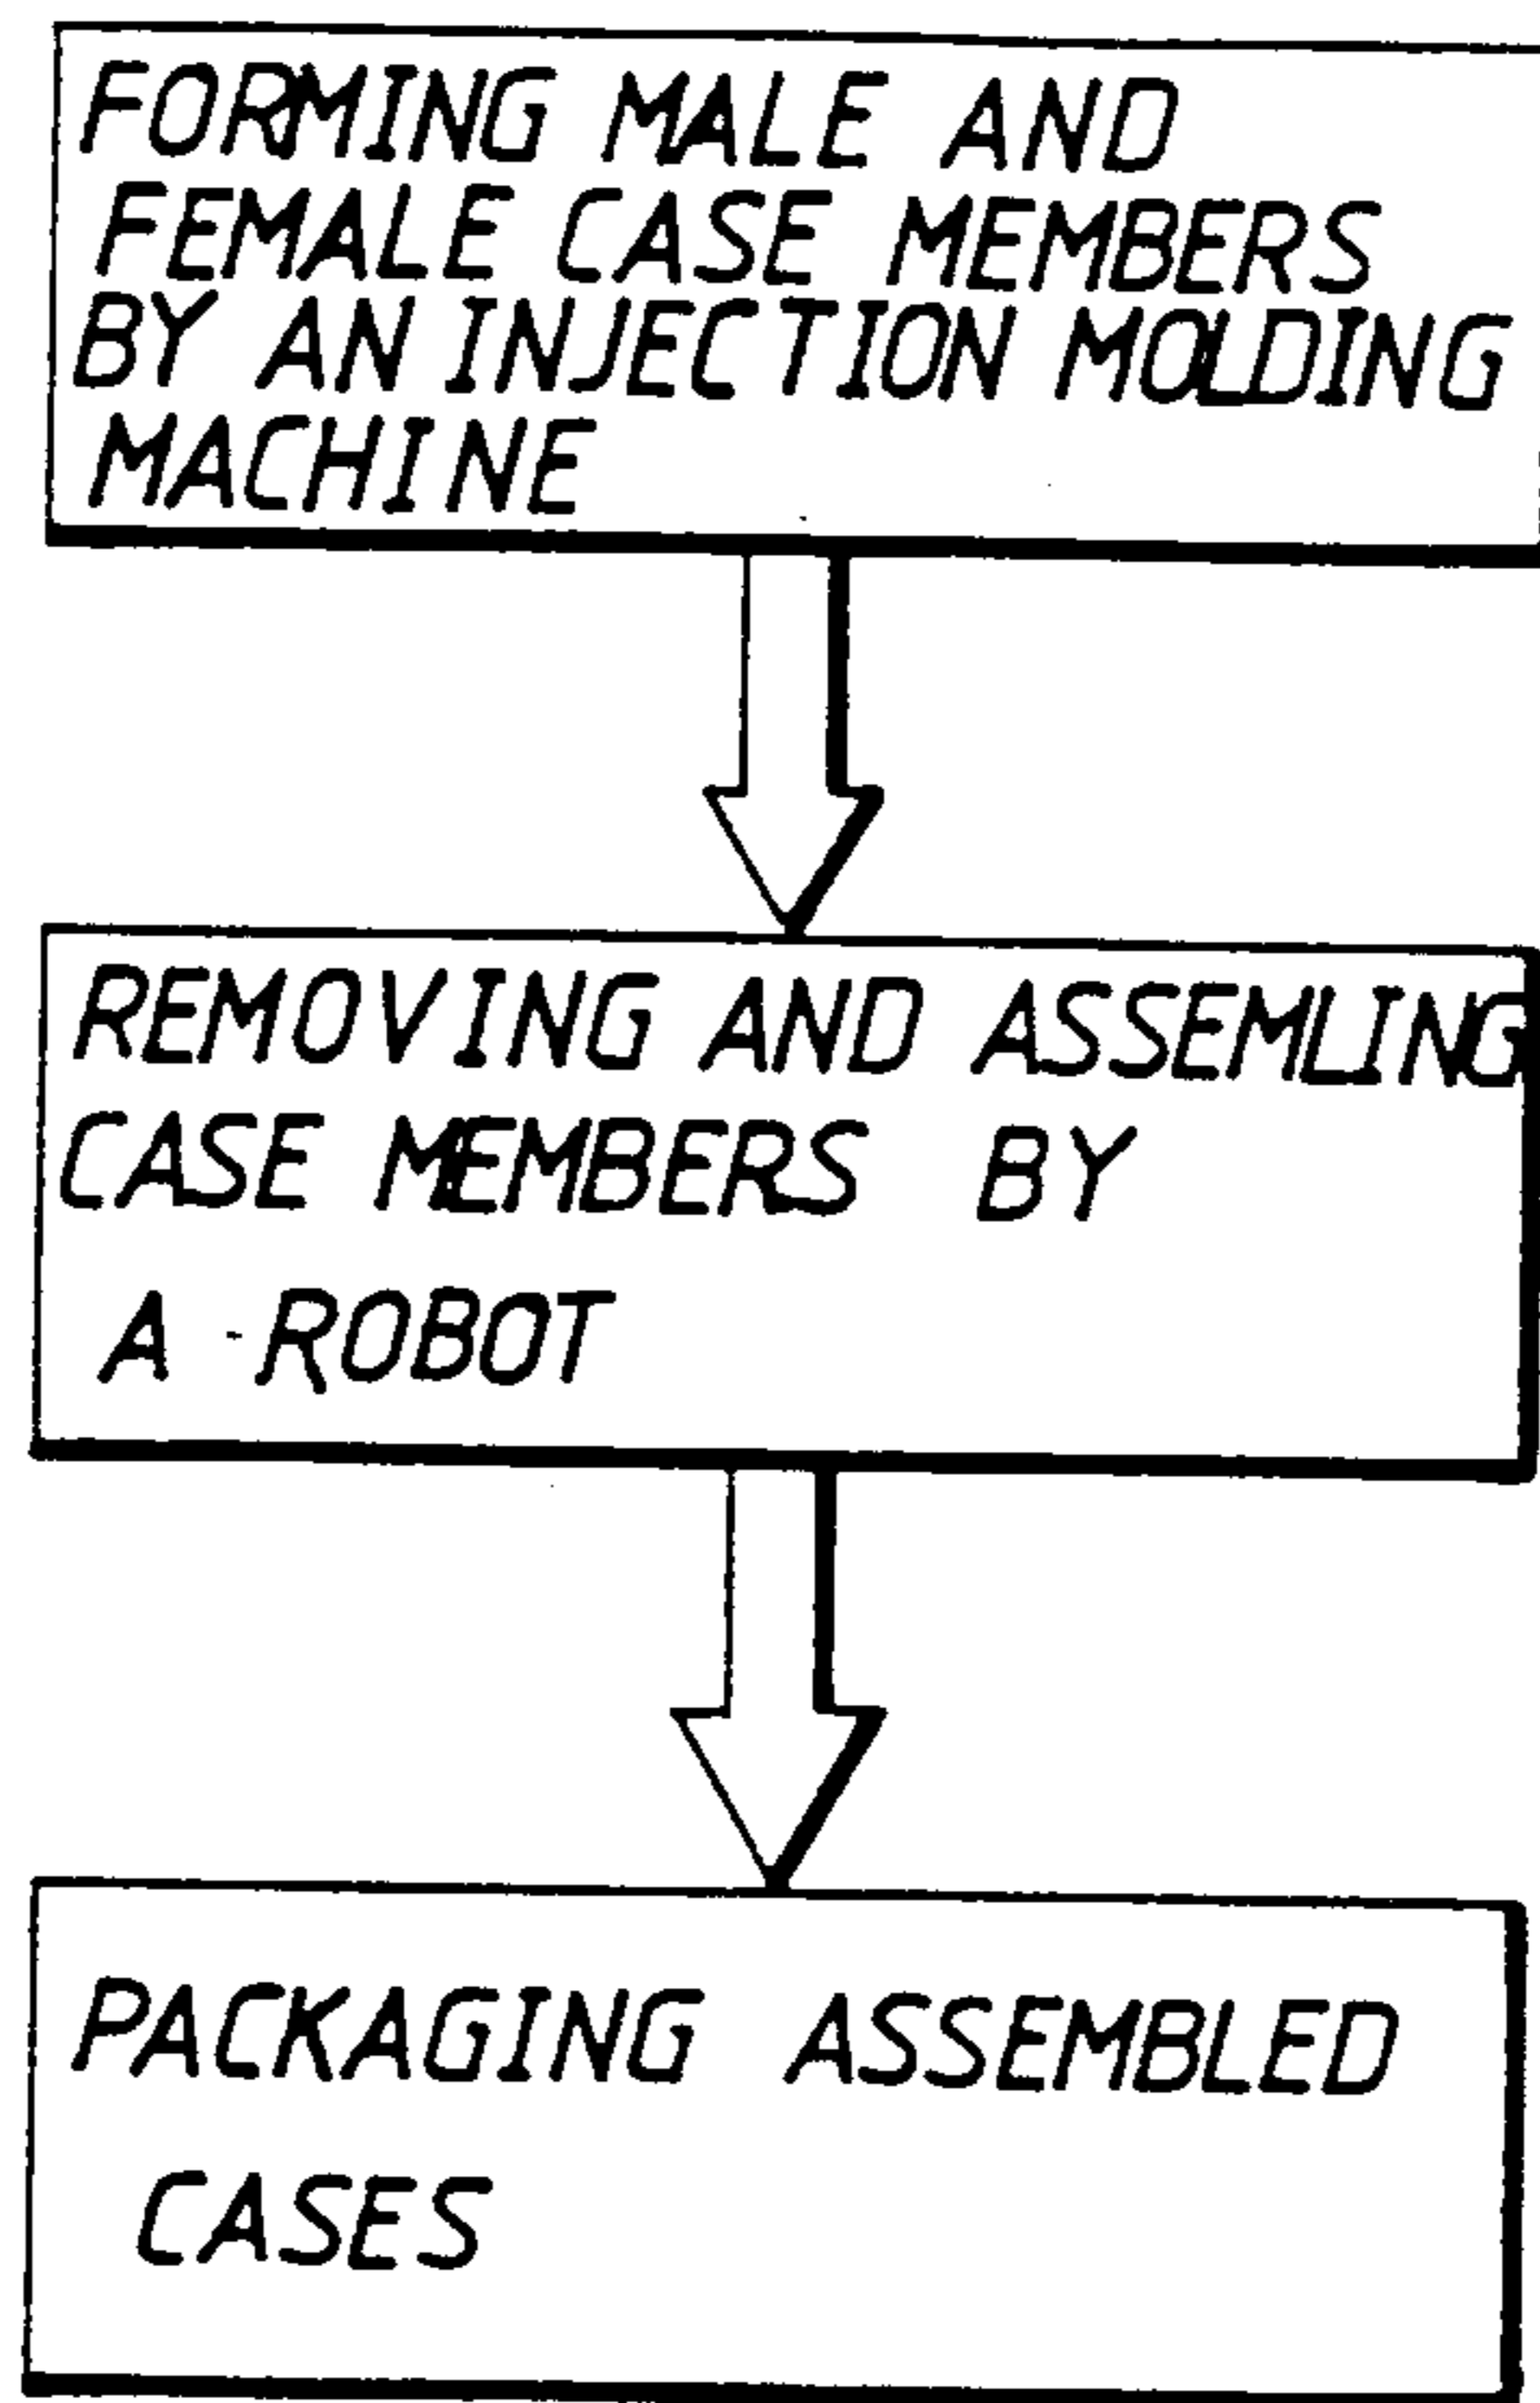 FORMING MALE AND
FEMALE CASE MEMBERS
BY AN INJECTION MOLDING
MACHINE
REMOVING AND ASSEMLING
CASE MEMBERS BY
A ROBOT
PACKAGING ASSEMBLED
CASES